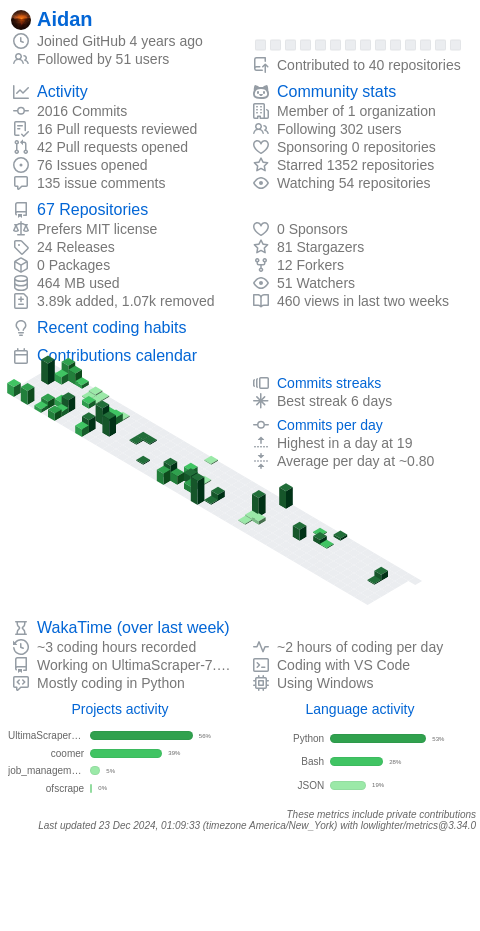 Aidan
Joined GitHub 4 years ago
Followed by 51 users
Contributed to 40 repositories
Activity
2016 Commits
16 Pull requests reviewed
42 Pull requests opened
76 Issues opened
135 issue comments
Community stats
Member of 1 organization
Following 302 users
Sponsoring 0 repositories
Starred 1352 repositories
Watching 54 repositories
67 Repositories
Prefers MIT license
24 Releases
0 Packages
464 MB used
3.89k added, 1.07k removed
0 Sponsors
81 Stargazers
12 Forkers
51 Watchers
460 views in last two weeks
Recent coding habits
Contributions calendar
Commits streaks
Best streak 6 days
Commits per day
Highest in a day at 19
Average per day at ~0.80
WakaTime (over last week)
~3 coding hours recorded
Working on UltimaScraper-7.…
Mostly coding in Python
~2 hours of coding per day
Coding with VS Code
Using Windows
Projects activity
UltimaScraper… 56%
coomer 39%
job_managem… 5%
ofscrape 0%
Language activity
Python 53%
Bash 28%
JSON 19%
These metrics include private contributions
Last updated 23 Dec 2024, 01:09:33 (timezone America/New_York) with lowlighter/metrics@3.34.0